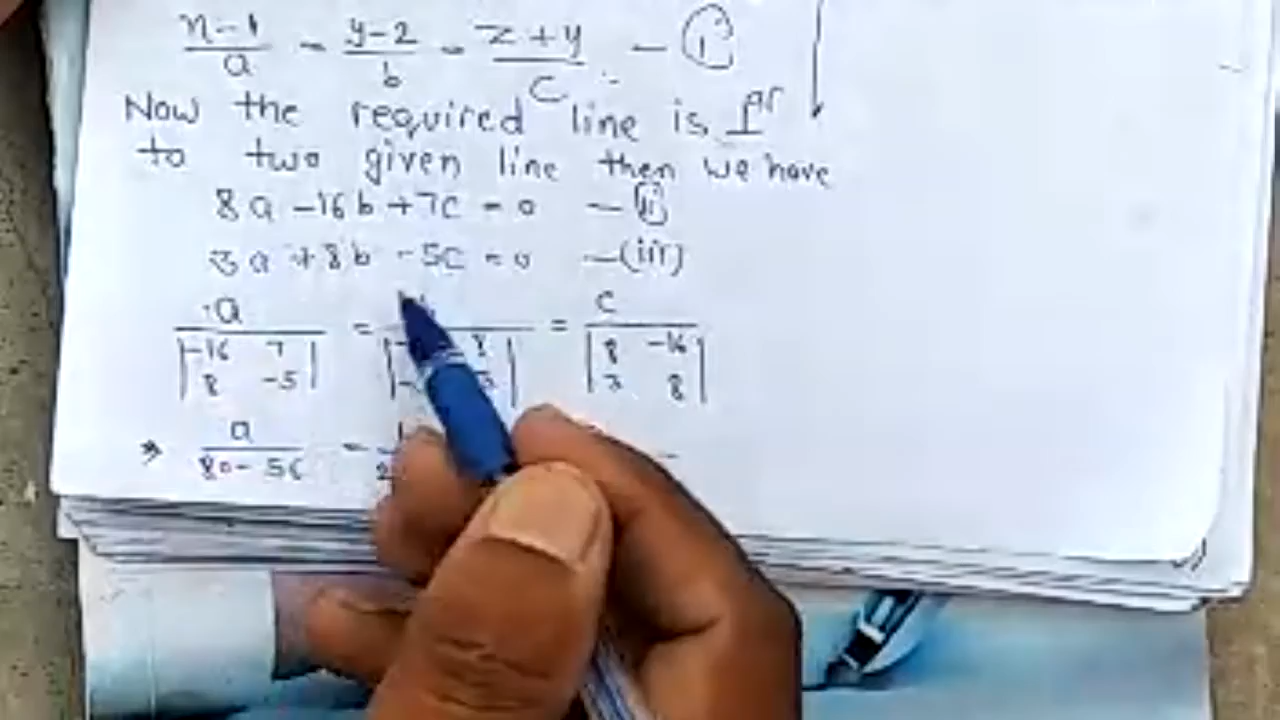 x-1/a = y-2/b = z+y/c - (i)
Now the required line is ⊥ar
to two given line then we have
8a -16b +7c = 0 - (ii)
3a +8b -5c = 0 - (iii)
a/|-16 7; 8 -5| = = c/|8 -16; 3 8|
⇒ a/80-56 =